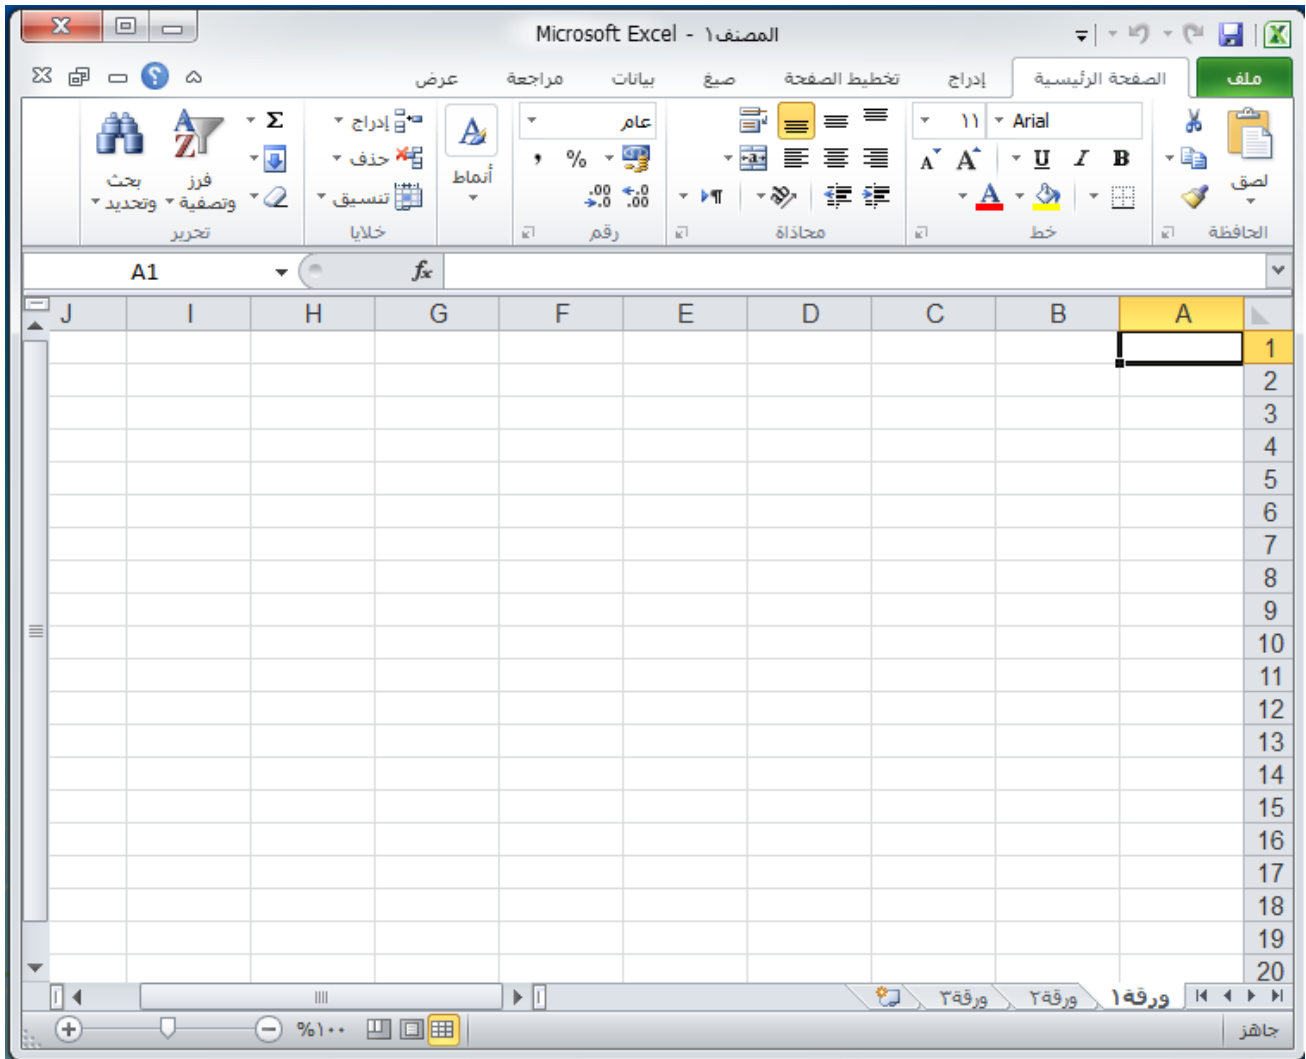 المصنف١ - Microsoft Excel
ملف الصفحة الرئيسية إدراج تخطيط الصفحة صيغ بيانات مراجعة عرض
لصق
Arial ١١
B I U
عام
%
أنماط
إدراج
حذف
تنسيق
Σ
فرز وتصفية
بحث وتحديد
الحافظة خط محاذاة رقم خلايا تحرير
A1 fx
A B C D E F G H I J
1
2
3
4
5
6
7
8
9
10
11
12
13
14
15
16
17
18
19
20
ورقة١ ورقة٢ ورقة٣
جاهز %١٠٠